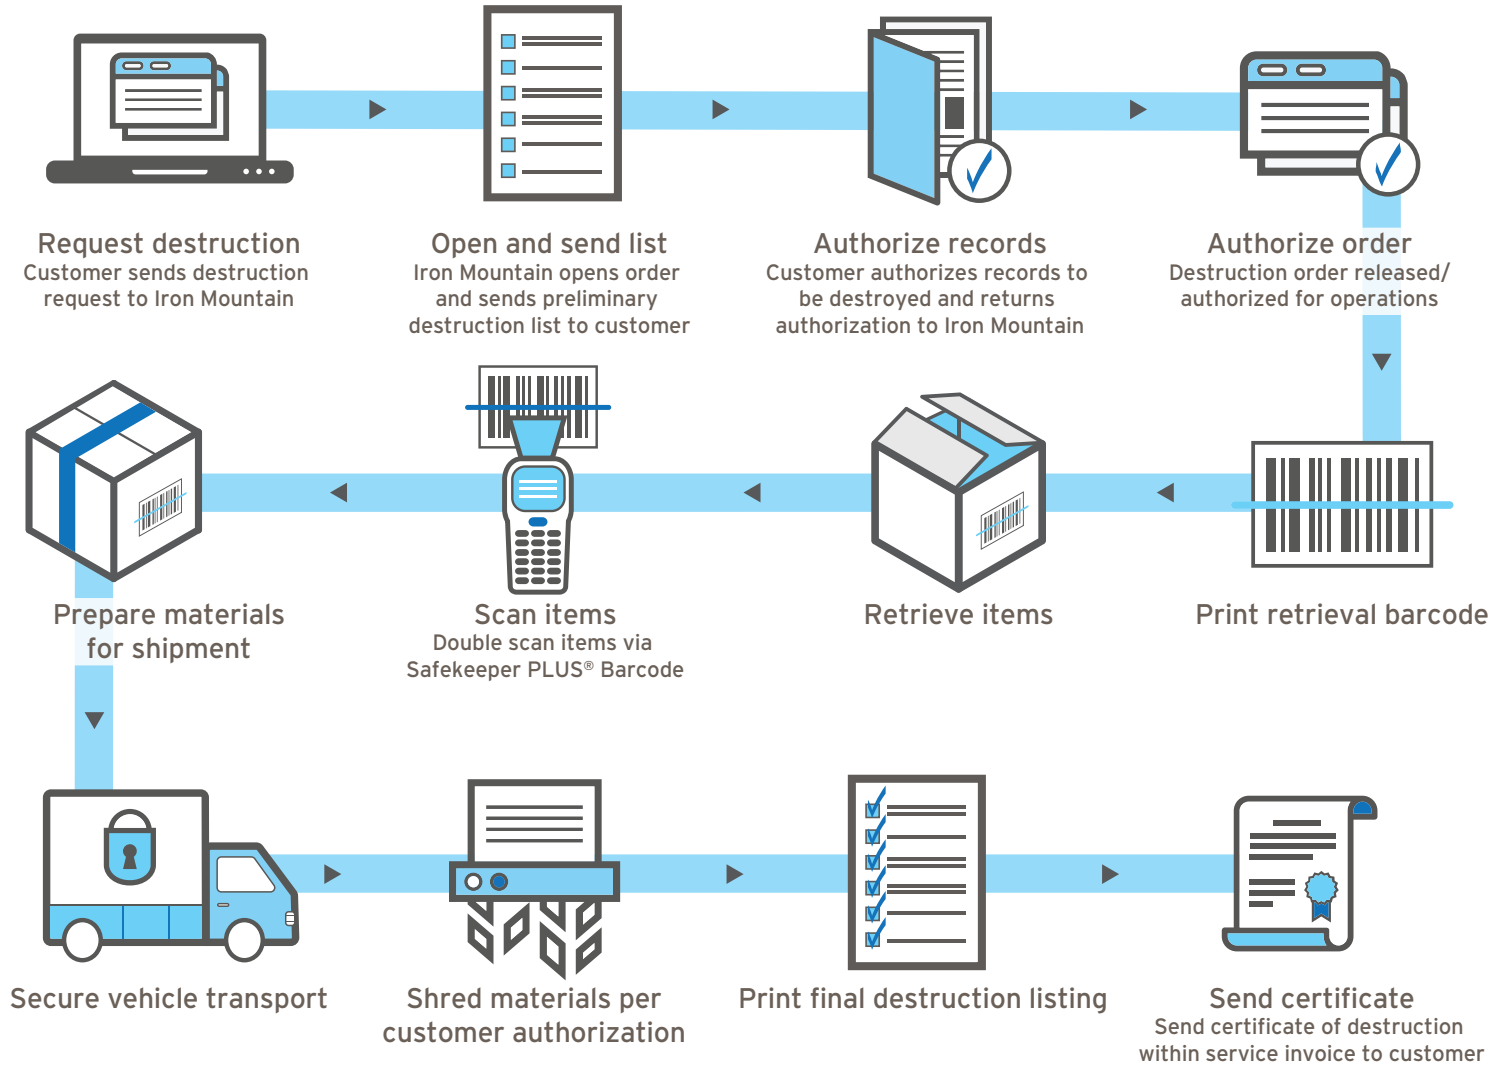 Request destruction
Customer sends destruction
request to Iron Mountain
Open and send list
Iron Mountain opens order
and sends preliminary
destruction list to customer
Authorize records
Customer authorizes records to
be destroyed and returns
authorization to Iron Mountain
Authorize order
Destruction order released/
authorized for operations
Prepare materials
for shipment
Scan items
Double scan items via
Safekeeper PLUS® Barcode
Retrieve items
Print retrieval barcode
Secure vehicle transport
Shred materials per
customer authorization
Print final destruction listing
Send certificate
Send certificate of destruction
within service invoice to customer